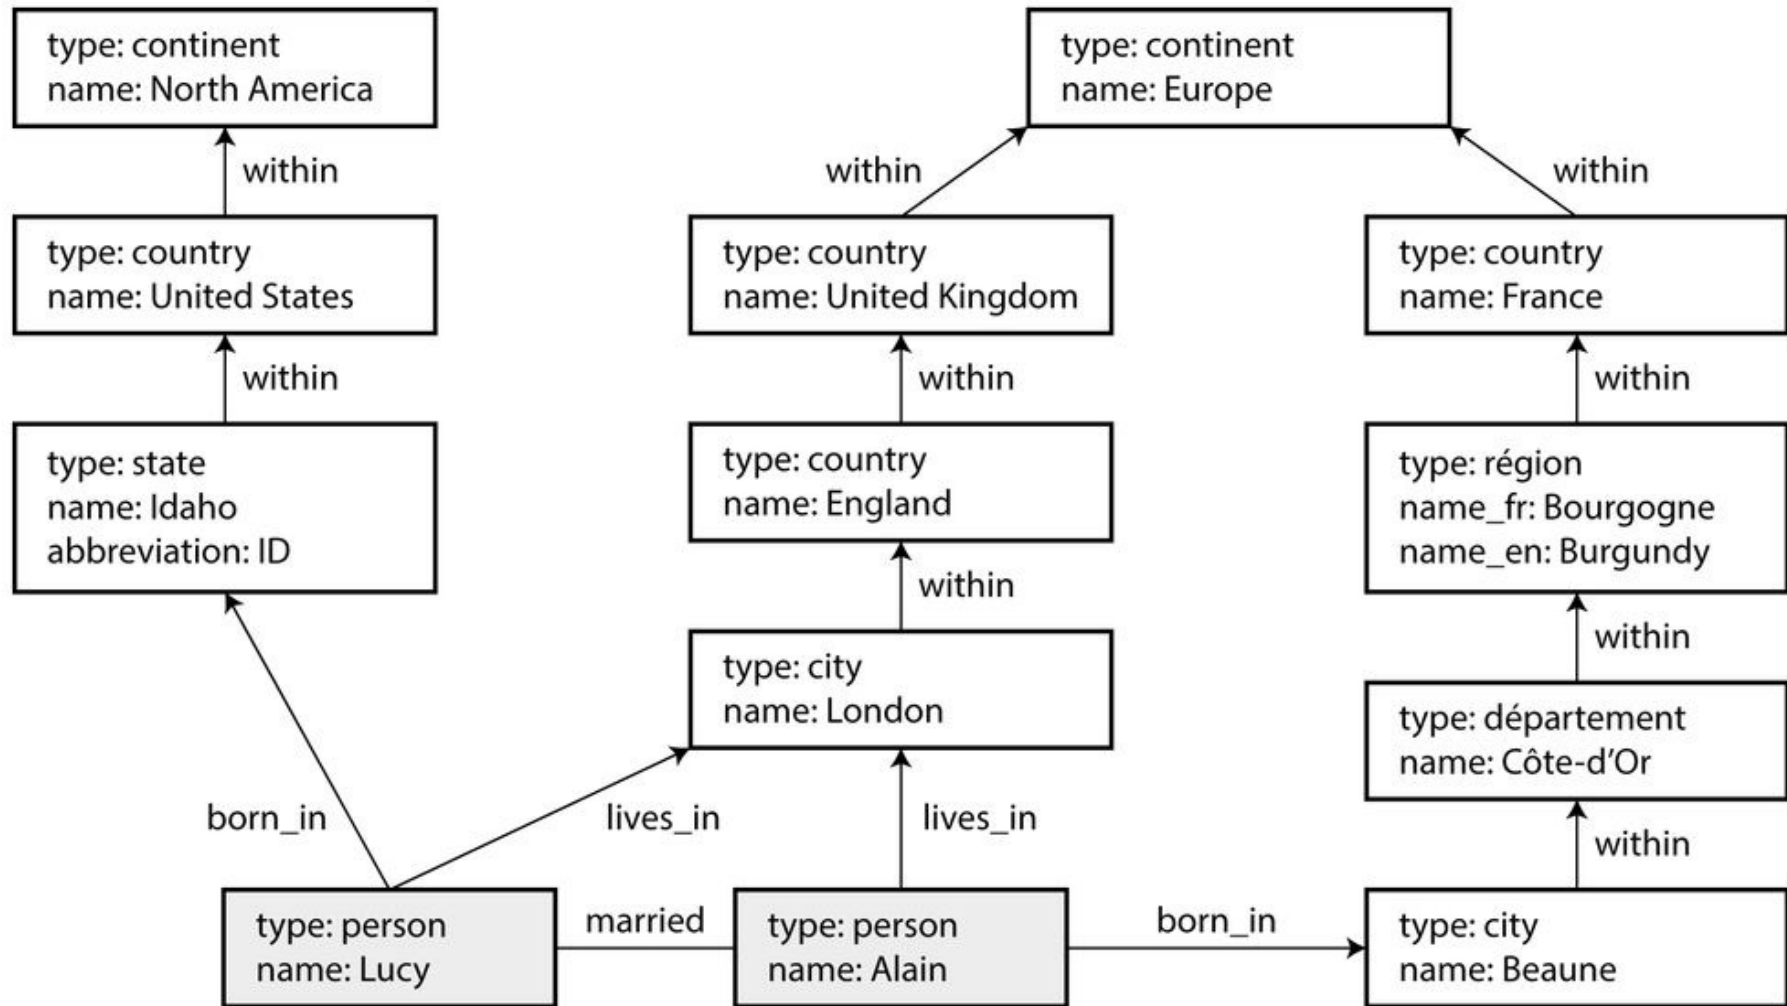 type: continent
name: North America
type: continent
name: Europe
within
within
within
type: country
name: United States
type: country
name: United Kingdom
type: country
name: France
within
within
within
type: state
name: Idaho
abbreviation: ID
type: country
name: England
type: région
name_fr: Bourgogne
name_en: Burgundy
within
within
type: city
name: London
type: département
name: Côte-d’Or
born_in
lives_in
lives_in
within
type: person
name: Lucy
married
type: person
name: Alain
born_in
type: city
name: Beaune